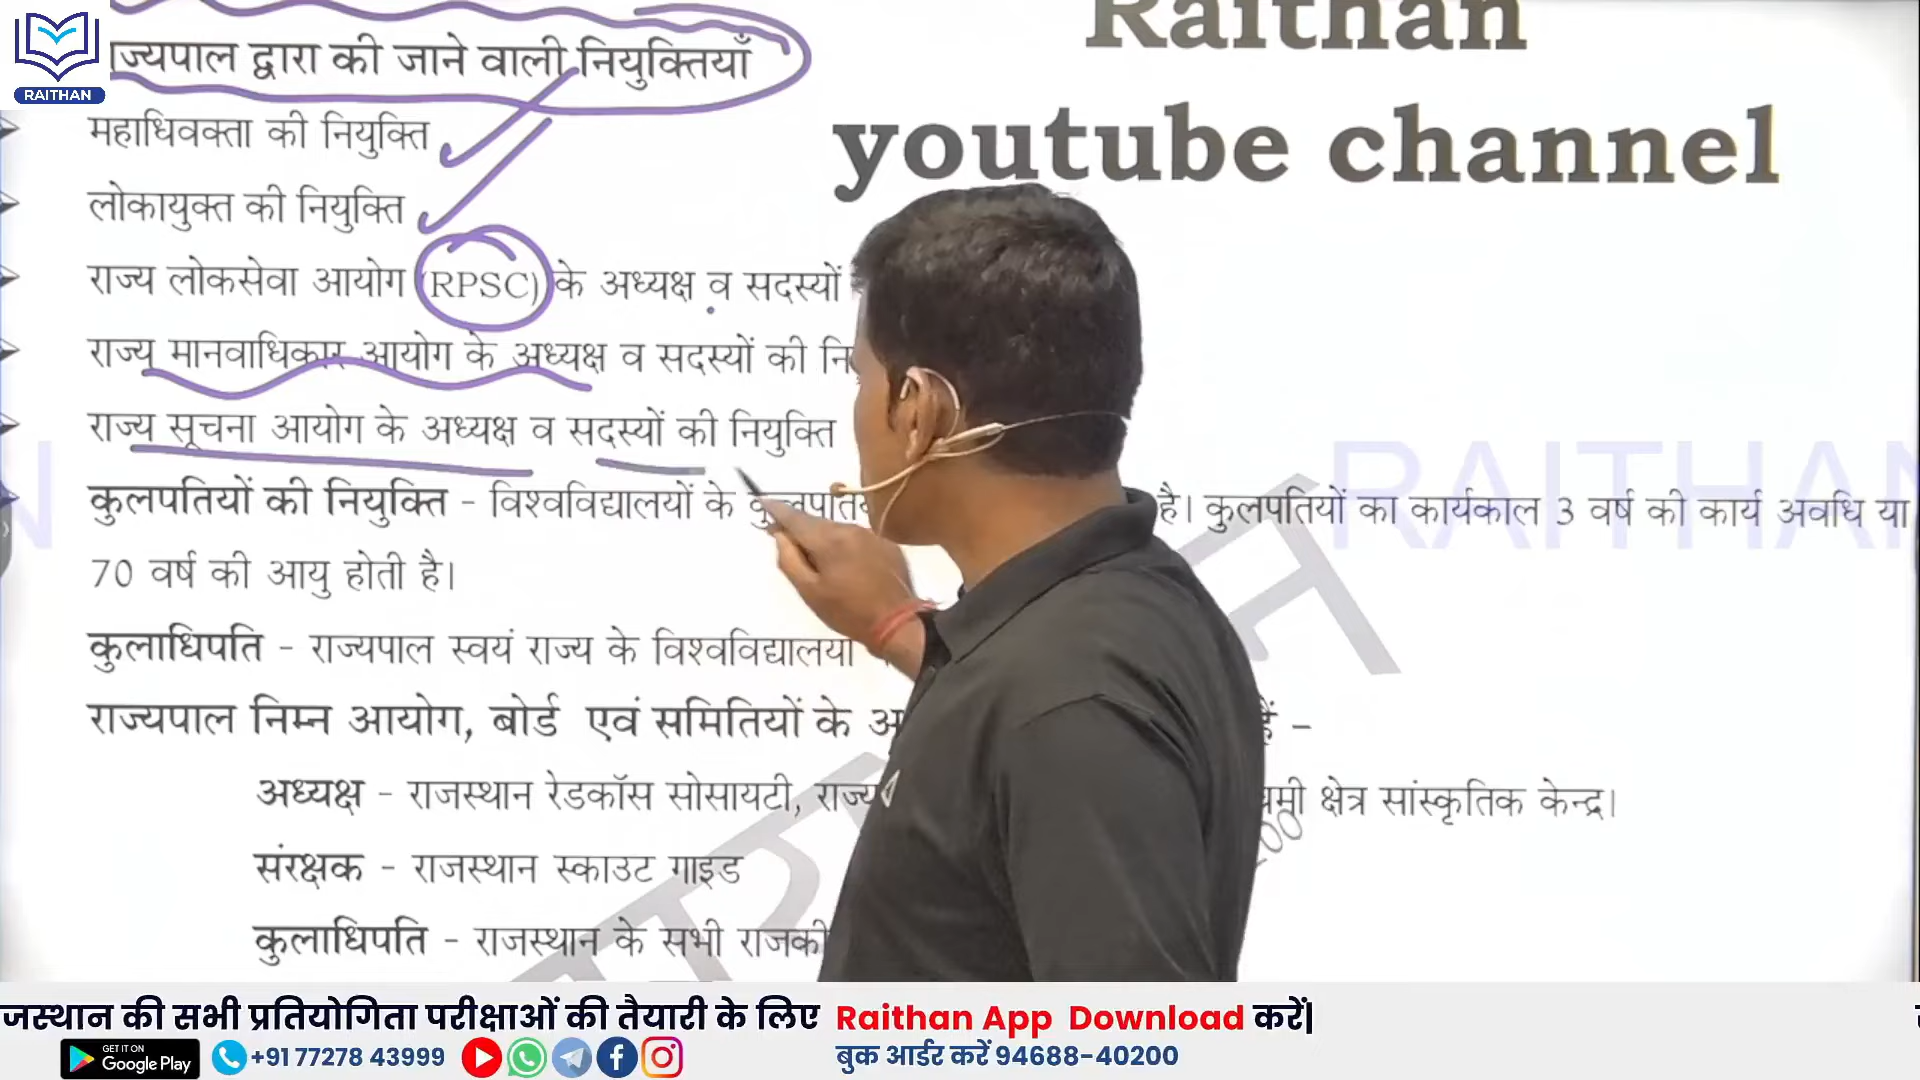 Raithan
RAITHAN
ाज्यपाल द्वारा की जाने वाली नियुक्तियाँ
youtube channel
महाधिवक्ता की नियुक्ति
लोकायुक्त की नियुक्ति
राज्य लोकसेवा आयोग (RPSC) के अध्यक्ष व सदस्यों
राज्य मानवाधिकार आयोग के अध्यक्ष व सदस्यों की नि
राज्य सूचना आयोग के अध्यक्ष व सदस्यों की नियुक्ति
RAITHAN
कुलपतियों की नियुक्ति - विश्वविद्यालयों के है। कुलपतियों का कार्यकाल 3 वर्ष की कार्य अवधि या
70 वर्ष की आयु होती है।
कुलाधिपति - राज्यपाल स्वयं राज्य के विश्वविद्यालयों
राज्यपाल निम्न आयोग, बोर्ड एवं समितियों के हैं –
अध्यक्ष - राजस्थान रेडकॉस सोसायटी, क्षेत्र सांस्कृतिक केन्द्र।
संरक्षक - राजस्थान स्काउट गाइड
कुलाधिपति - राजस्थान के सभी
जस्थान की सभी प्रतियोगिता परीक्षाओं की तैयारी के लिए Raithan App Download करें|
GET IT ON
Google Play
+91 77278 43999
बुक आर्डर करें 94688-40200